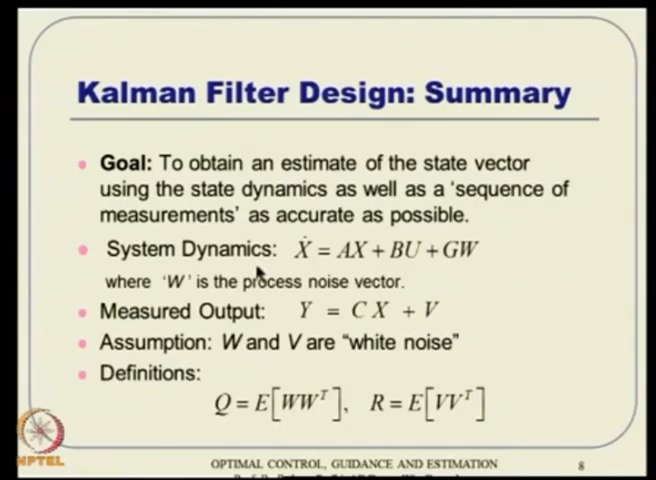 Kalman Filter Design: Summary
Goal: To obtain an estimate of the state vector
using the state dynamics as well as a 'sequence of
measurements' as accurate as possible.
System Dynamics: Ẋ = AX + BU + GW
where 'W' is the process noise vector.
Measured Output: Y = CX + V
Assumption: W and V are "white noise"
Definitions:
Q = E[WWᵀ], R = E[VVᵀ]
NPTEL
OPTIMAL CONTROL, GUIDANCE AND ESTIMATION
8